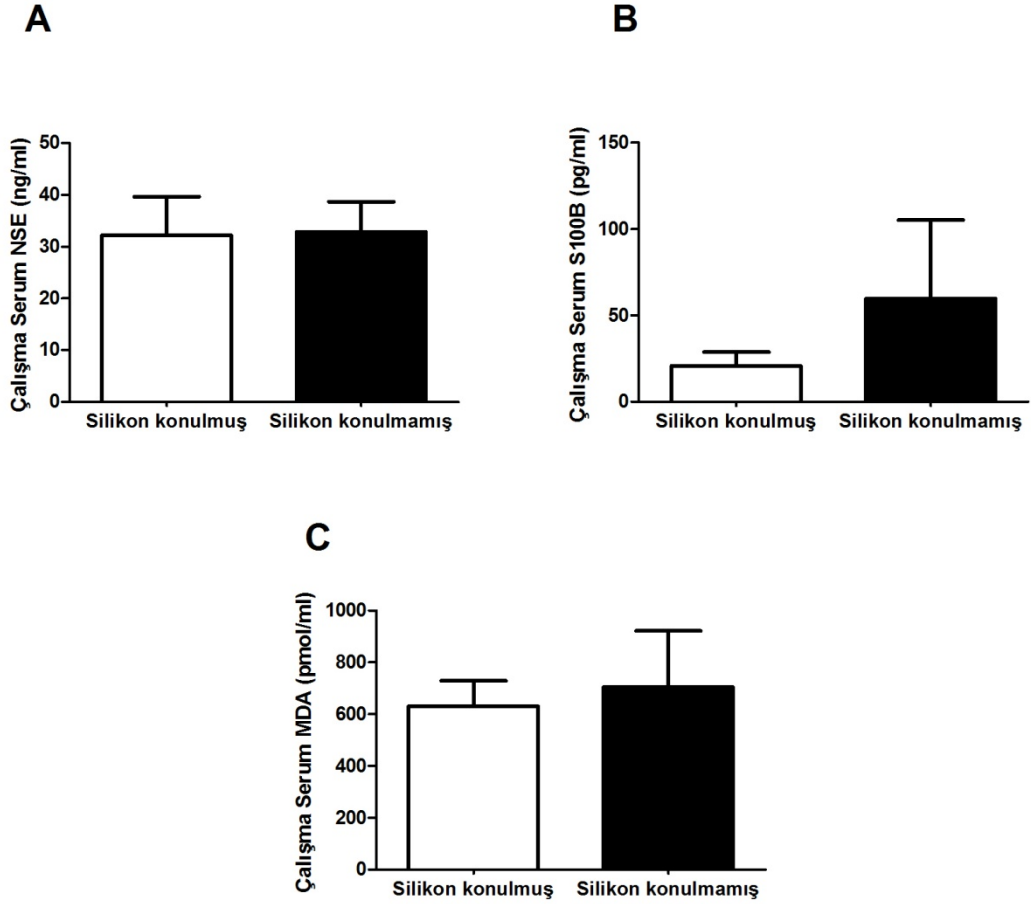 A
Çalışma Serum NSE (ng/ml)
50
40
30
20
10
0
Silikon konulmuş Silikon konulmamış
B
Çalışma Serum S100B (pg/ml)
150
100
50
0
Silikon konulmuş Silikon konulmamış
C
Çalışma Serum MDA (pmol/ml)
1000
800
600
400
200
0
Silikon konulmuş Silikon konulmamış